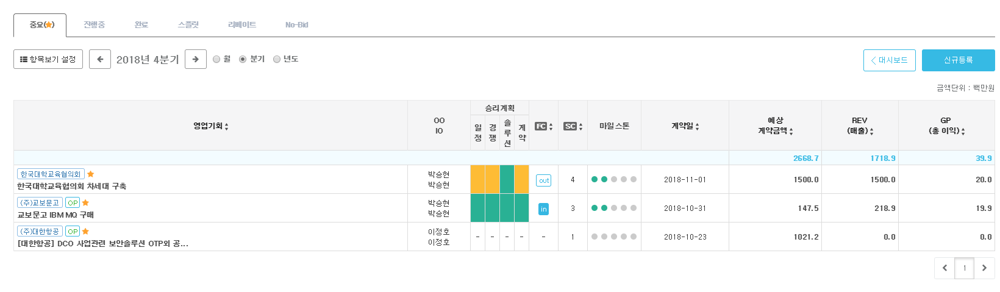 중요(★) 진행중 완료 스플릿 리베이트 No-Bid
항목보기 설정 2018년 4분기 월 분기 년도 대시보드 신규등록
금액단위 : 백만원
영업기회 OO IO 승리계획 일정 경쟁 솔루션 계약 FC SC 마일스톤 계약일 예상 계약금액 REV (매출) GP (총 이익)
2668.7 1718.9 39.9
한국대학교육협의회
한국대학교육협의회 차세대 구축
박승현
박승현
out 4 2018-11-01 1500.0 1500.0 20.0
(주)교보문고 OP
교보문고 IBM MQ 구매
박승현
박승현
in 3 2018-10-31 147.5 218.9 19.9
(주)대한항공 OP
[대한항공] DCO 사업관련 보안솔루션 OTP외 공...
이정호
이정호
- - - - - 1 2018-10-23 1021.2 0.0 0.0
1